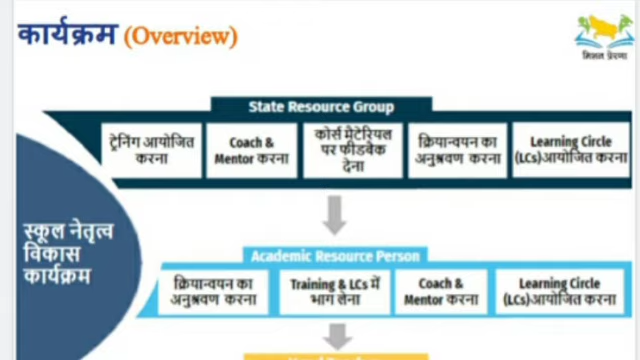 कार्यक्रम (Overview)
मिशन प्रेरणा
State Resource Group
ट्रेनिंग आयोजित
करना
Coach &
Mentor करना
कोर्स मैटेरियल
पर फीडबैक
देना
क्रियान्वयन का
अनुश्रवण करना
Learning Circle
(LCs)आयोजित करना
स्कूल नेतृत्व
विकास
कार्यक्रम
Academic Resource Person
क्रियान्वयन का
अनुश्रवण करना
Training & LCs में
भाग लेना
Coach &
Mentor करना
Learning Circle
(LCs)आयोजित करना